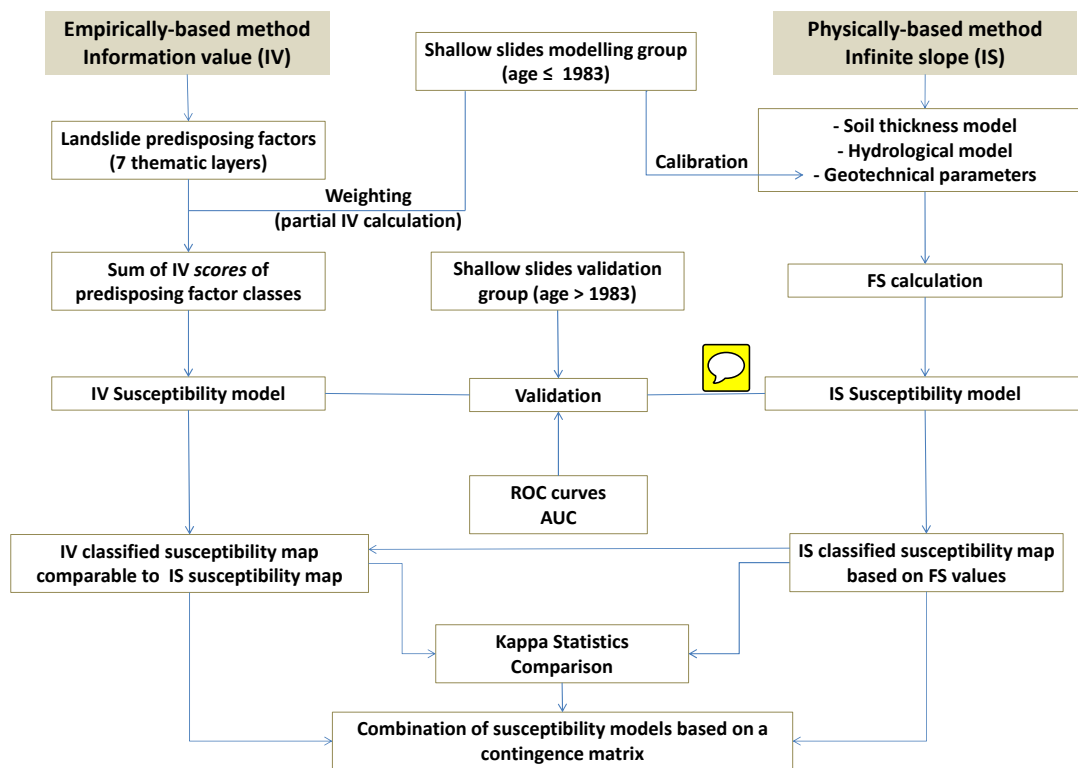 Empirically-based method
Information value (IV)
Shallow slides modelling group
(age ≤ 1983)
Physically-based method
Infinite slope (IS)
Landslide predisposing factors
(7 thematic layers)
- Soil thickness model
- Hydrological model
- Geotechnical parameters
Calibration
Weighting
(partial IV calculation)
Sum of IV scores of
predisposing factor classes
Shallow slides validation
group (age > 1983)
FS calculation
IV Susceptibility model
Validation
IS Susceptibility model
ROC curves
AUC
IV classified susceptibility map
comparable to IS susceptibility map
IS classified susceptibility map
based on FS values
Kappa Statistics
Comparison
Combination of susceptibility models based on a
contingence matrix